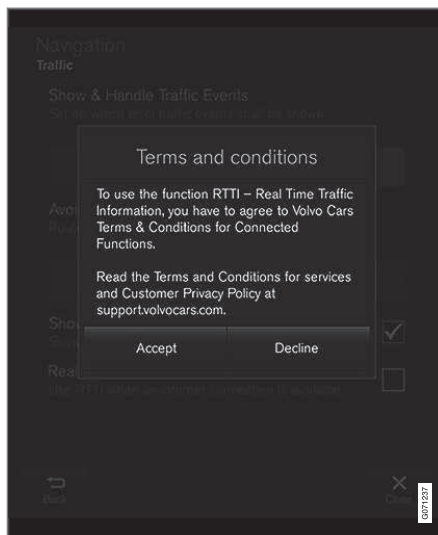 Navigation
Traffic
Show & Handle Traffic Events
Terms and conditions
To use the function RTTI – Real Time Traffic
Information, you have to agree to Volvo Cars
Terms & Conditions for Connected
Functions.
Read the Terms and Conditions for services
and Customer Privacy Policy at
support.volvocars.com.
Accept
Decline
Back
Close
G071237